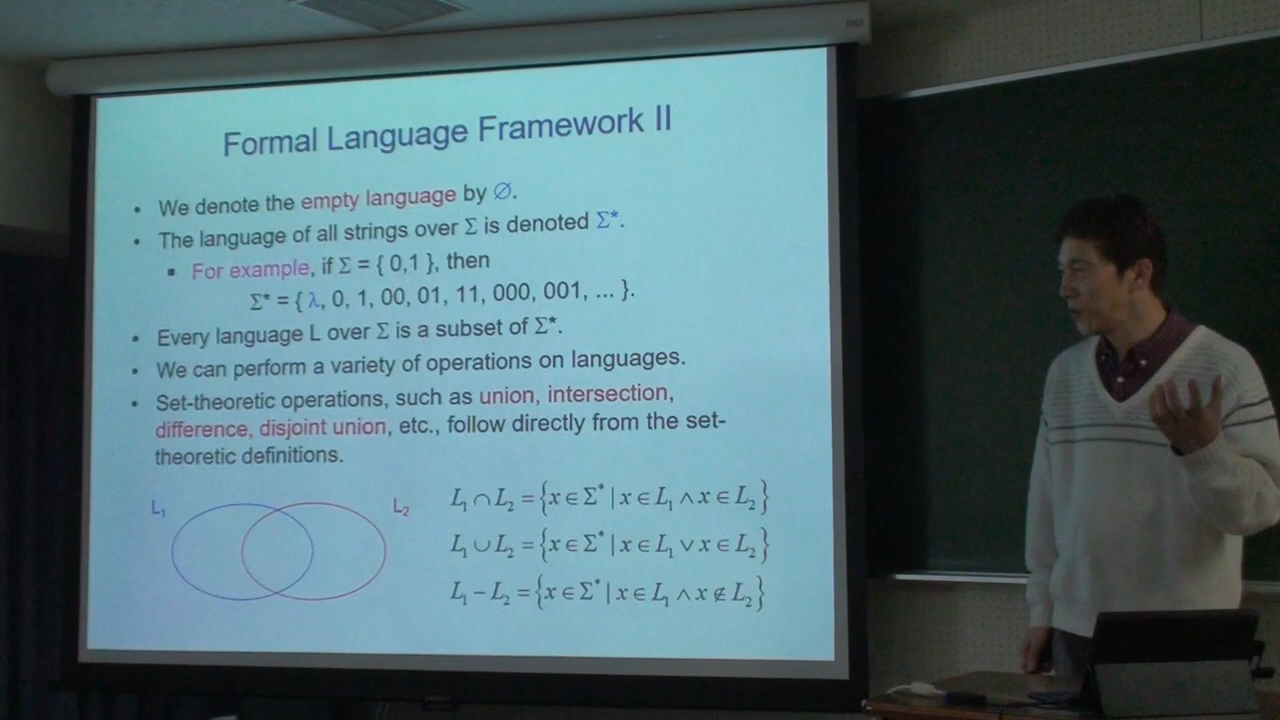 Formal Language Framework II
• We denote the empty language by ∅.
• The language of all strings over Σ is denoted Σ*.
▪ For example, if Σ = { 0,1 }, then
Σ* = { λ, 0, 1, 00, 01, 11, 000, 001, ... }.
• Every language L over Σ is a subset of Σ*.
• We can perform a variety of operations on languages.
• Set-theoretic operations, such as union, intersection,
difference, disjoint union, etc., follow directly from the set-
theoretic definitions.
L₁ L₂
L₁ ∩ L₂ = {x ∈ Σ* | x ∈ L₁ ∧ x ∈ L₂}
L₁ ∪ L₂ = {x ∈ Σ* | x ∈ L₁ ∨ x ∈ L₂}
L₁ − L₂ = {x ∈ Σ* | x ∈ L₁ ∧ x ∉ L₂}